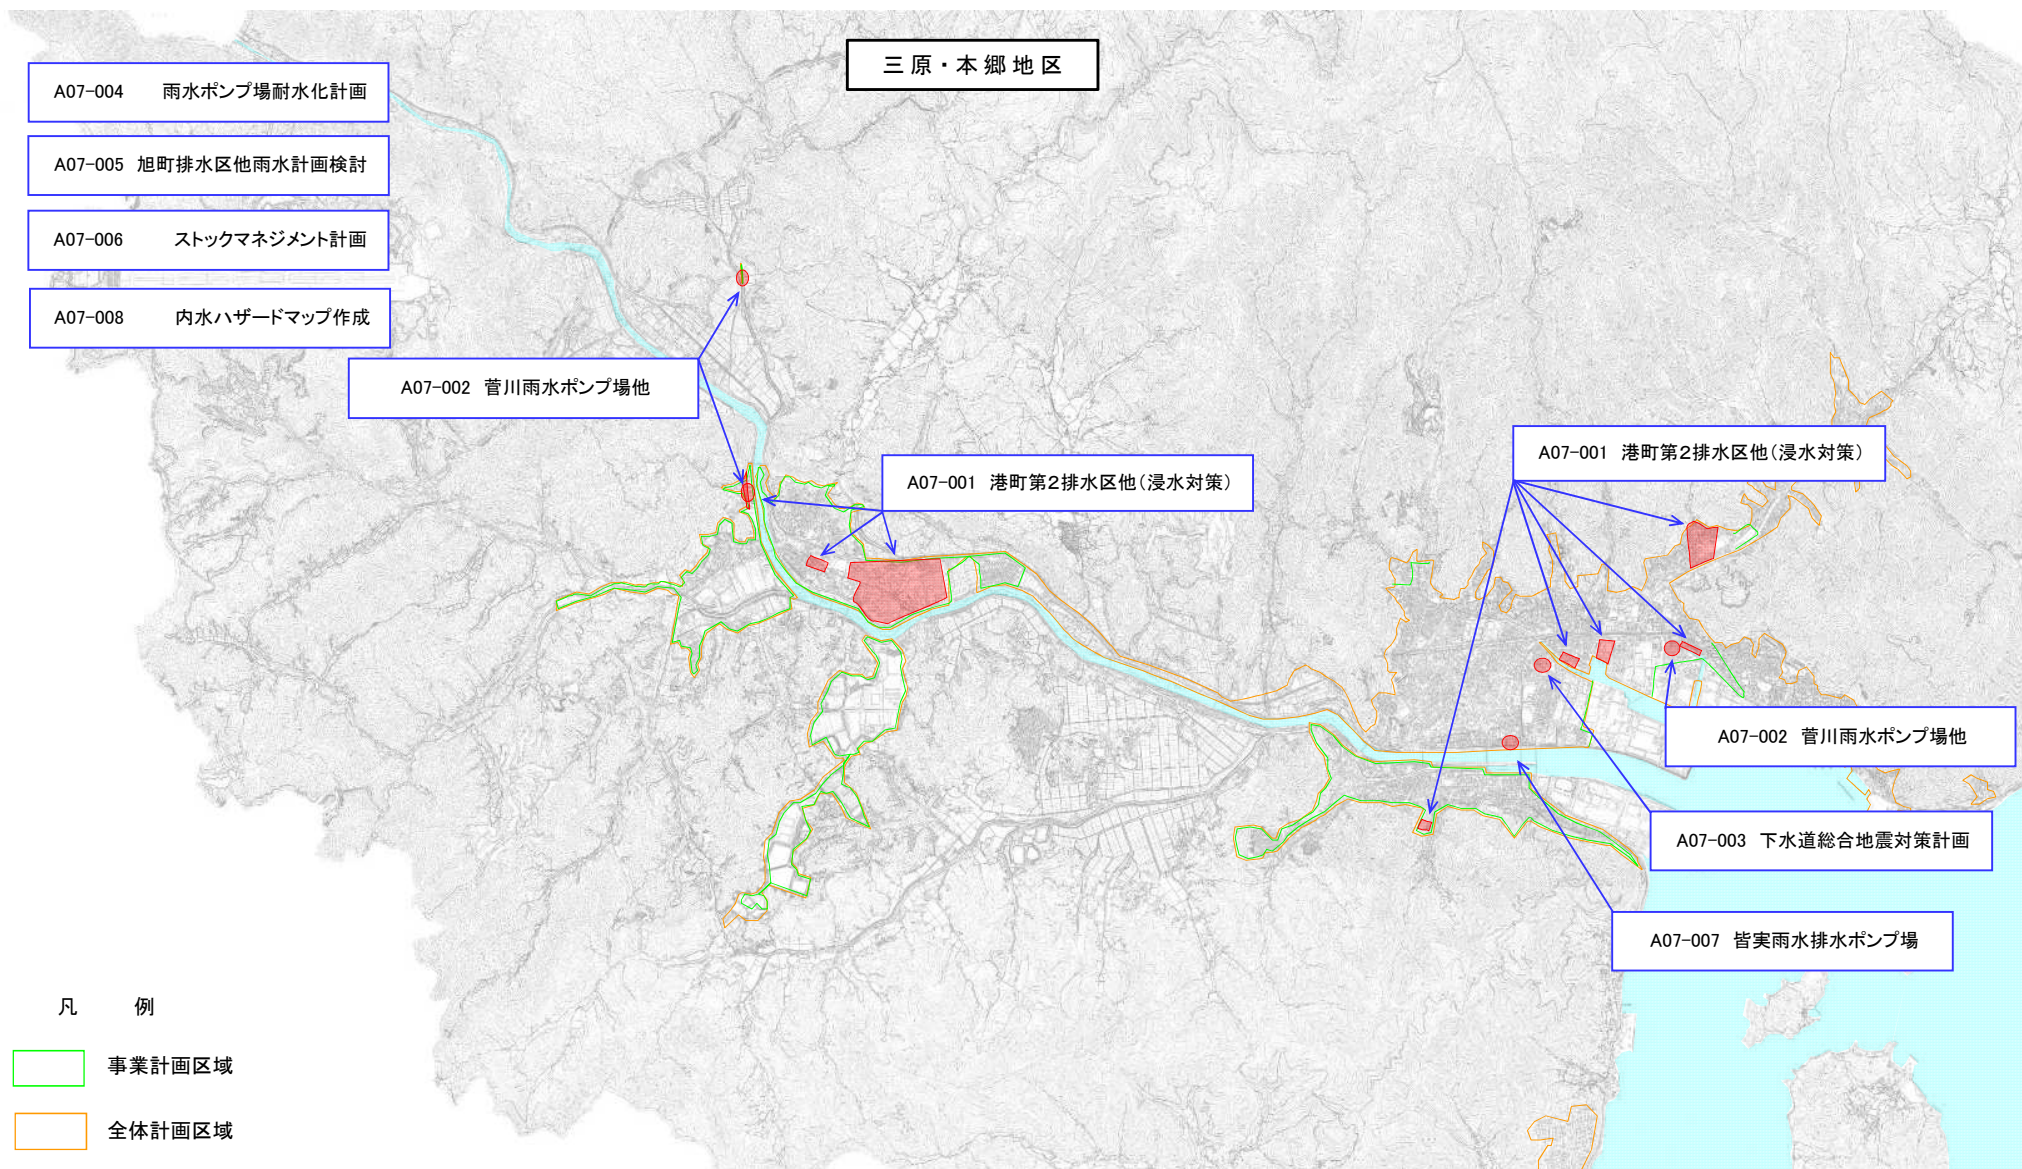 三原・本郷地区
A07-004 雨水ポンプ場耐水化計画
A07-005 旭町排水区他雨水計画検討
A07-006 ストックマネジメント計画
A07-008 内水ハザードマップ作成
A07-002 菅川雨水ポンプ場他
A07-001 港町第2排水区他(浸水対策)
A07-001 港町第2排水区他(浸水対策)
A07-002 菅川雨水ポンプ場他
A07-003 下水道総合地震対策計画
A07-007 皆実雨水排水ポンプ場
凡 例
事業計画区域
全体計画区域